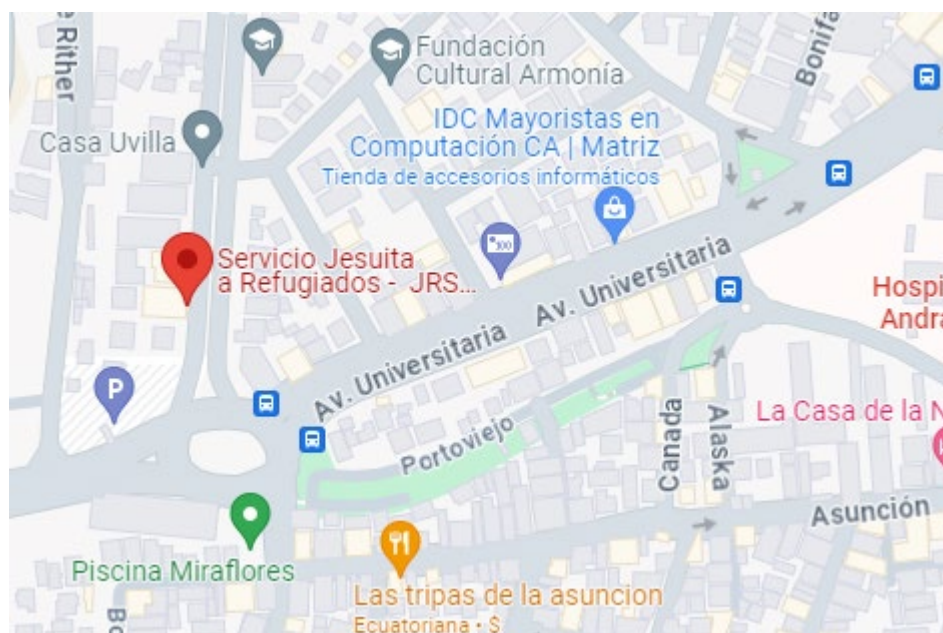 e Rither
Fundación
Cultural Armonía
Bonifa
Casa Uvilla
IDC Mayoristas en
Computación CA | Matriz
Tienda de accesorios informáticos
Servicio Jesuita
a Refugiados - JRS...
Av. Universitaria
Av. Universitaria
Hospi
Andra
P
Portoviejo
Canada
Alaska
La Casa de la N
Asunción
Piscina Miraflores
Las tripas de la asuncion
Ecuatoriana • $
Bo